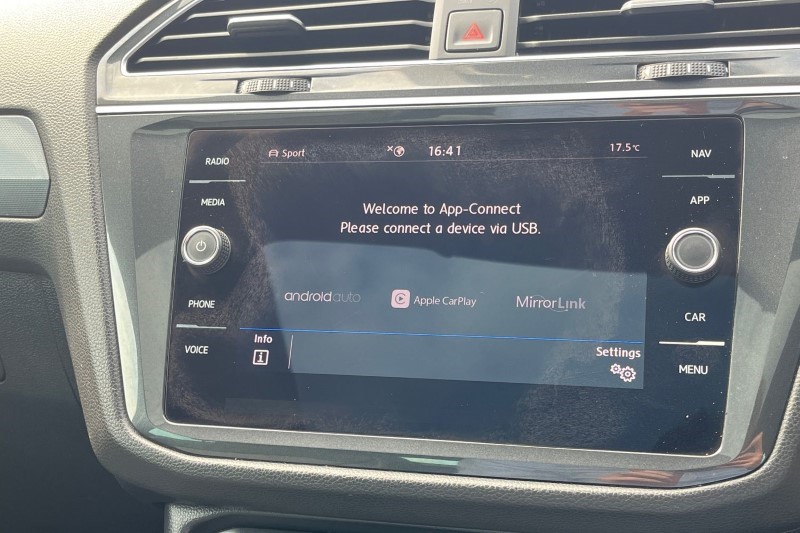 RADIO
MEDIA
PHONE
VOICE
Sport 16:41 17.5°C
Welcome to App-Connect
Please connect a device via USB.
androidauto Apple CarPlay MirrorLink
Info Settings
NAV
APP
CAR
MENU